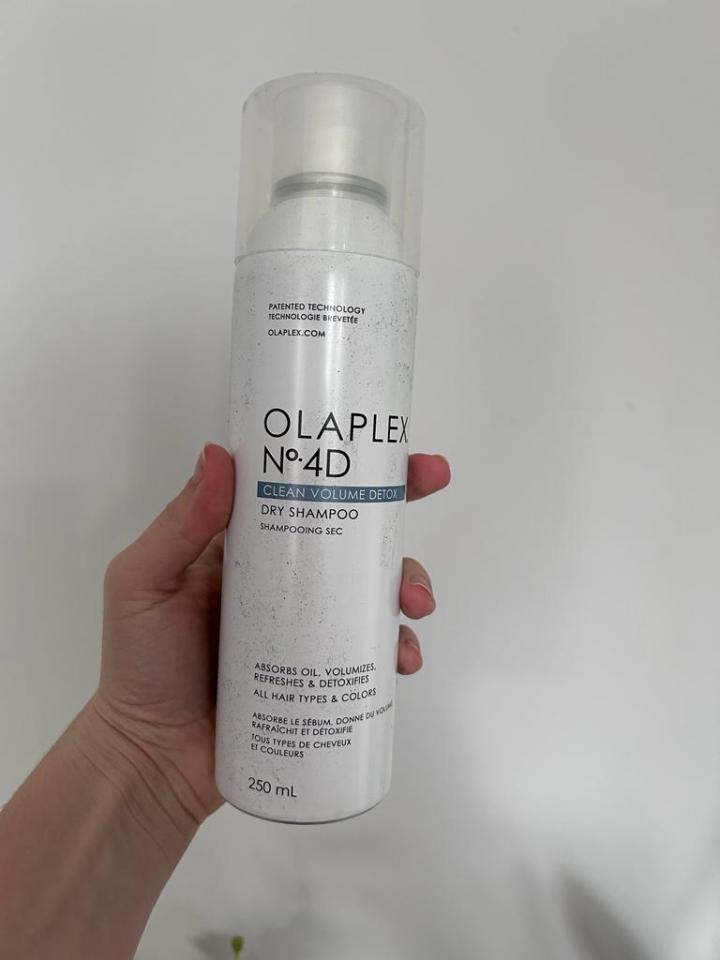 PATENTED TECHNOLOGY
TECHNOLOGIE BREVETÉE
OLAPLEX.COM
OLAPLEX.
Nº.4D
CLEAN VOLUME DETOX
DRY SHAMPOO
SHAMPOOING SEC
ABSORBS OIL, VOLUMIZES,
REFRESHES & DETOXIFIES
ALL HAIR TYPES & COLORS
ABSORBE LE SÉBUM, DONNE DU VOLUME
RAFRAÎCHIT ET DÉTOXIFIE
TOUS TYPES DE CHEVEUX
ET COULEURS
250 mL